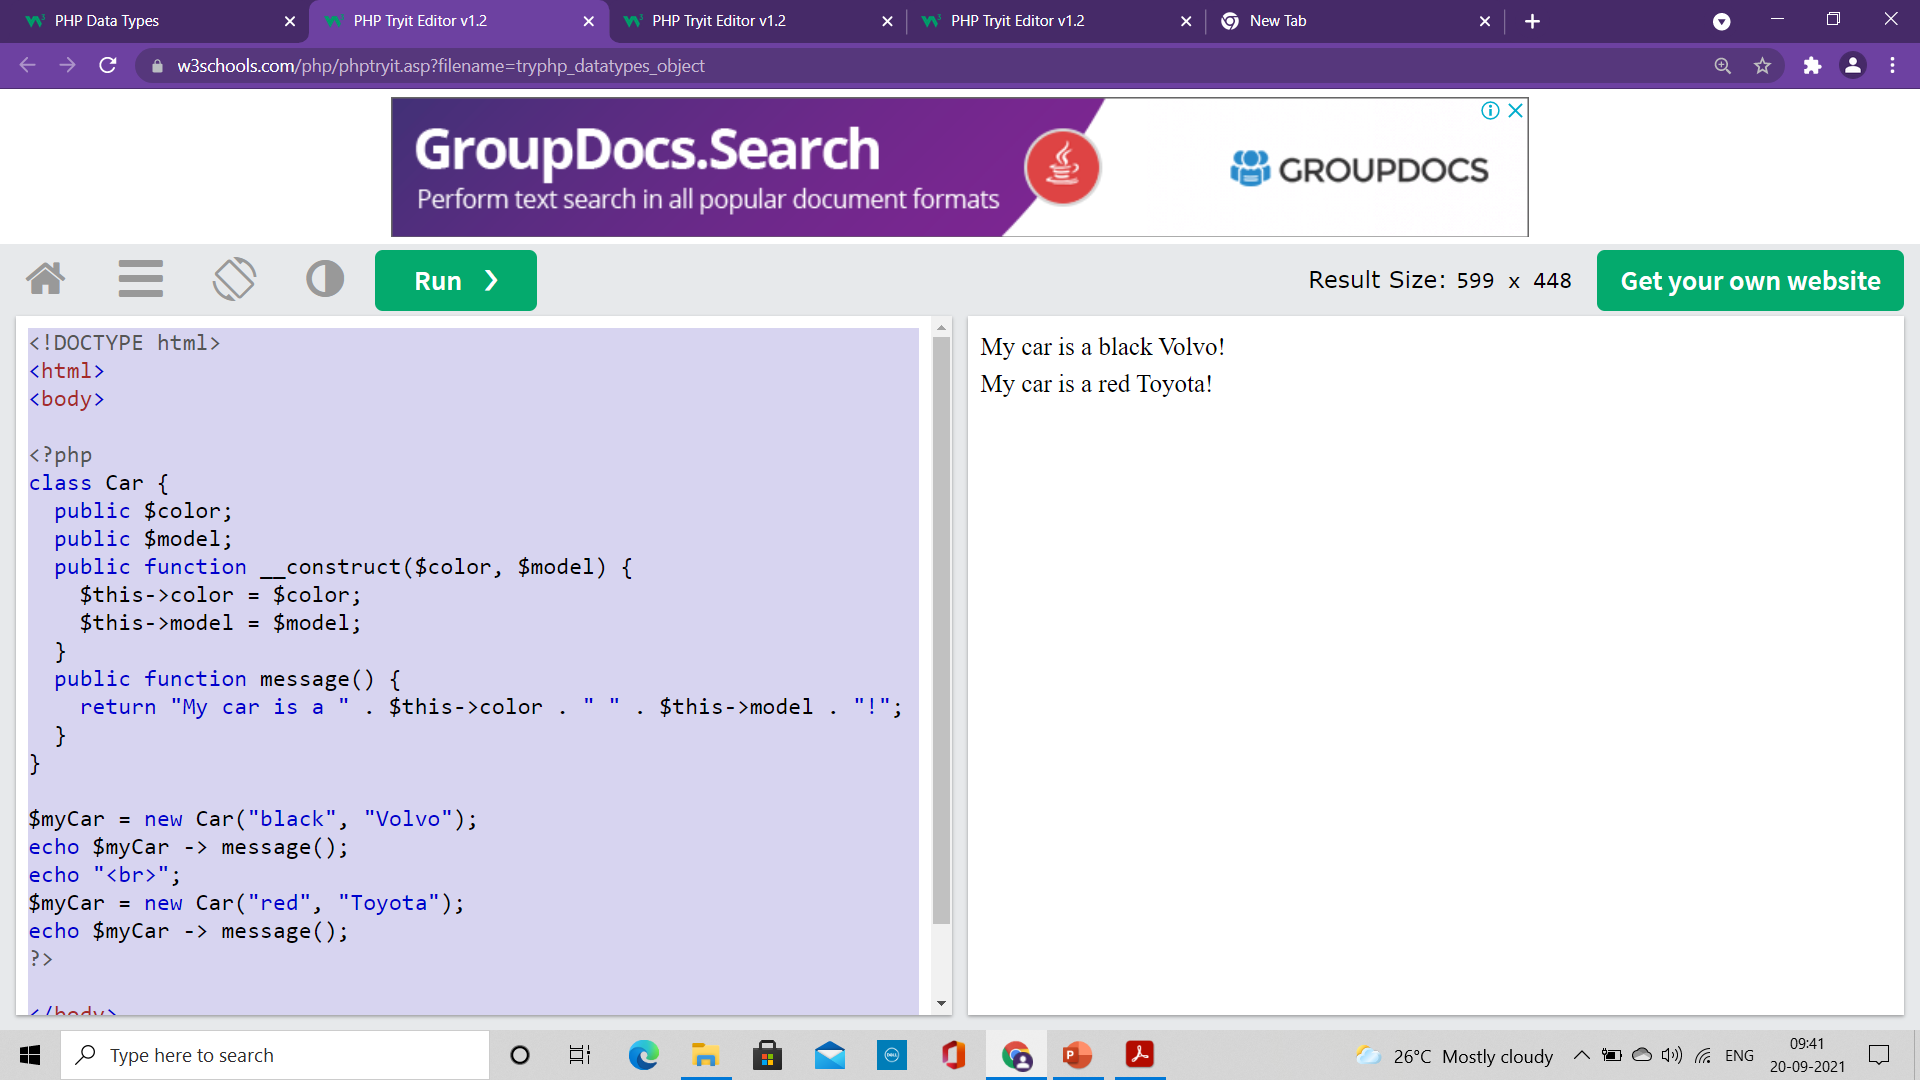 PHP Data Types
PHP Tryit Editor v1.2
PHP Tryit Editor v1.2
PHP Tryit Editor v1.2
New Tab
w3schools.com/php/phptryit.asp?filename=tryphp_datatypes_object
GroupDocs.Search
Perform text search in all popular document formats
GROUPDOCS
Run ❯
Result Size: 599 x 448
Get your own website
<!DOCTYPE html>
<html>
<body>
<?php
class Car {
  public $color;
  public $model;
  public function __construct($color, $model) {
    $this->color = $color;
    $this->model = $model;
  }
  public function message() {
    return "My car is a " . $this->color . " " . $this->model . "!";
  }
}
$myCar = new Car("black", "Volvo");
echo $myCar -> message();
echo "<br>";
$myCar = new Car("red", "Toyota");
echo $myCar -> message();
?>
</body>
My car is a black Volvo!
My car is a red Toyota!
Type here to search
DELL
P
26°C Mostly cloudy
ENG
09:41
20-09-2021